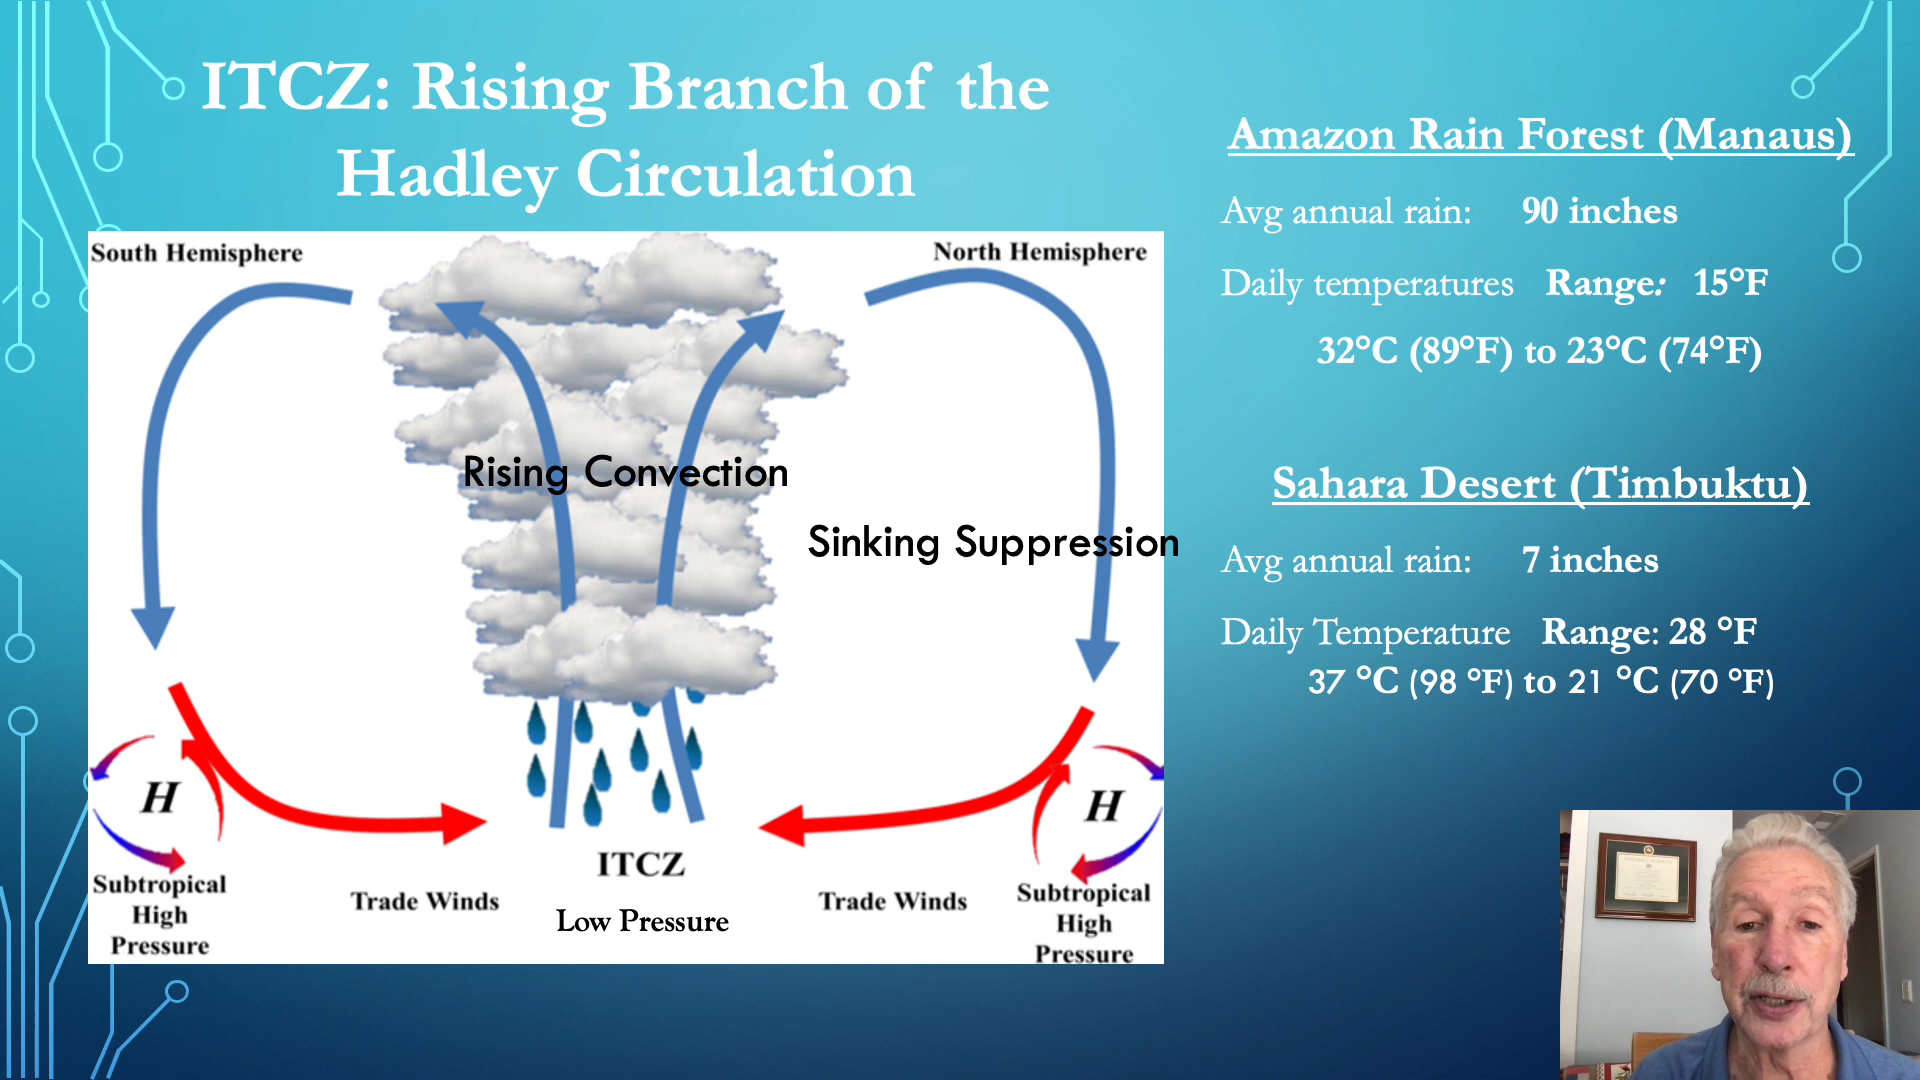 ITCZ: Rising Branch of the
Hadley Circulation
South Hemisphere
North Hemisphere
Rising Convection
Sinking Suppression
H
H
Subtropical
High
Pressure
Trade Winds
ITCZ
Low Pressure
Trade Winds
Subtropical
High
Pressure
Amazon Rain Forest (Manaus)
Avg annual rain: 90 inches
Daily temperatures Range: 15°F
32°C (89°F) to 23°C (74°F)
Sahara Desert (Timbuktu)
Avg annual rain: 7 inches
Daily Temperature Range: 28 °F
37 °C (98 °F) to 21 °C (70 °F)